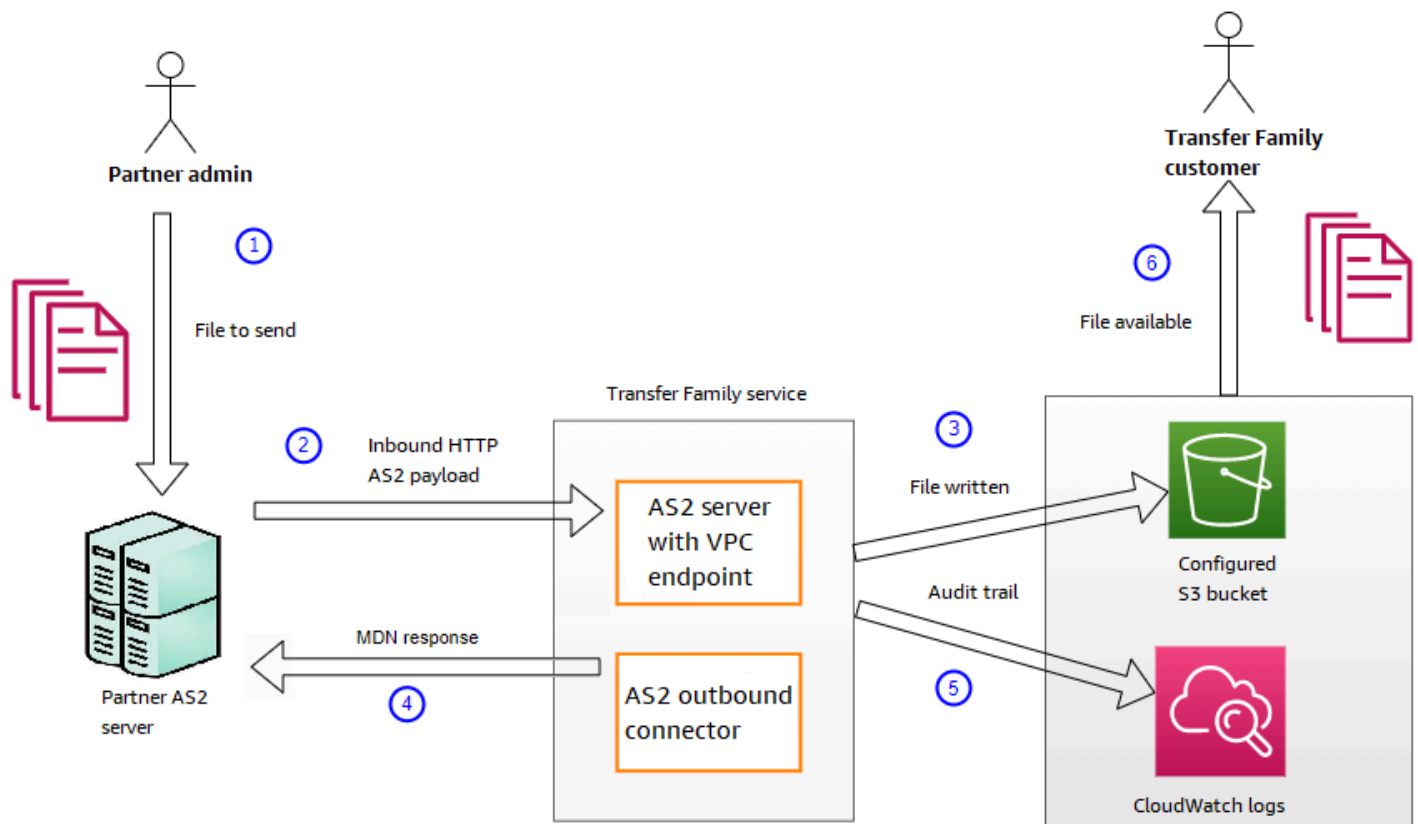 Partner admin
Transfer Family
customer
1
File to send
6
File available
Transfer Family service
2
Inbound HTTP
AS2 payload
3
File written
AS2 server
with VPC
endpoint
Configured
S3 bucket
Audit trail
MDN response
4
AS2 outbound
connector
5
Partner AS2
server
CloudWatch logs